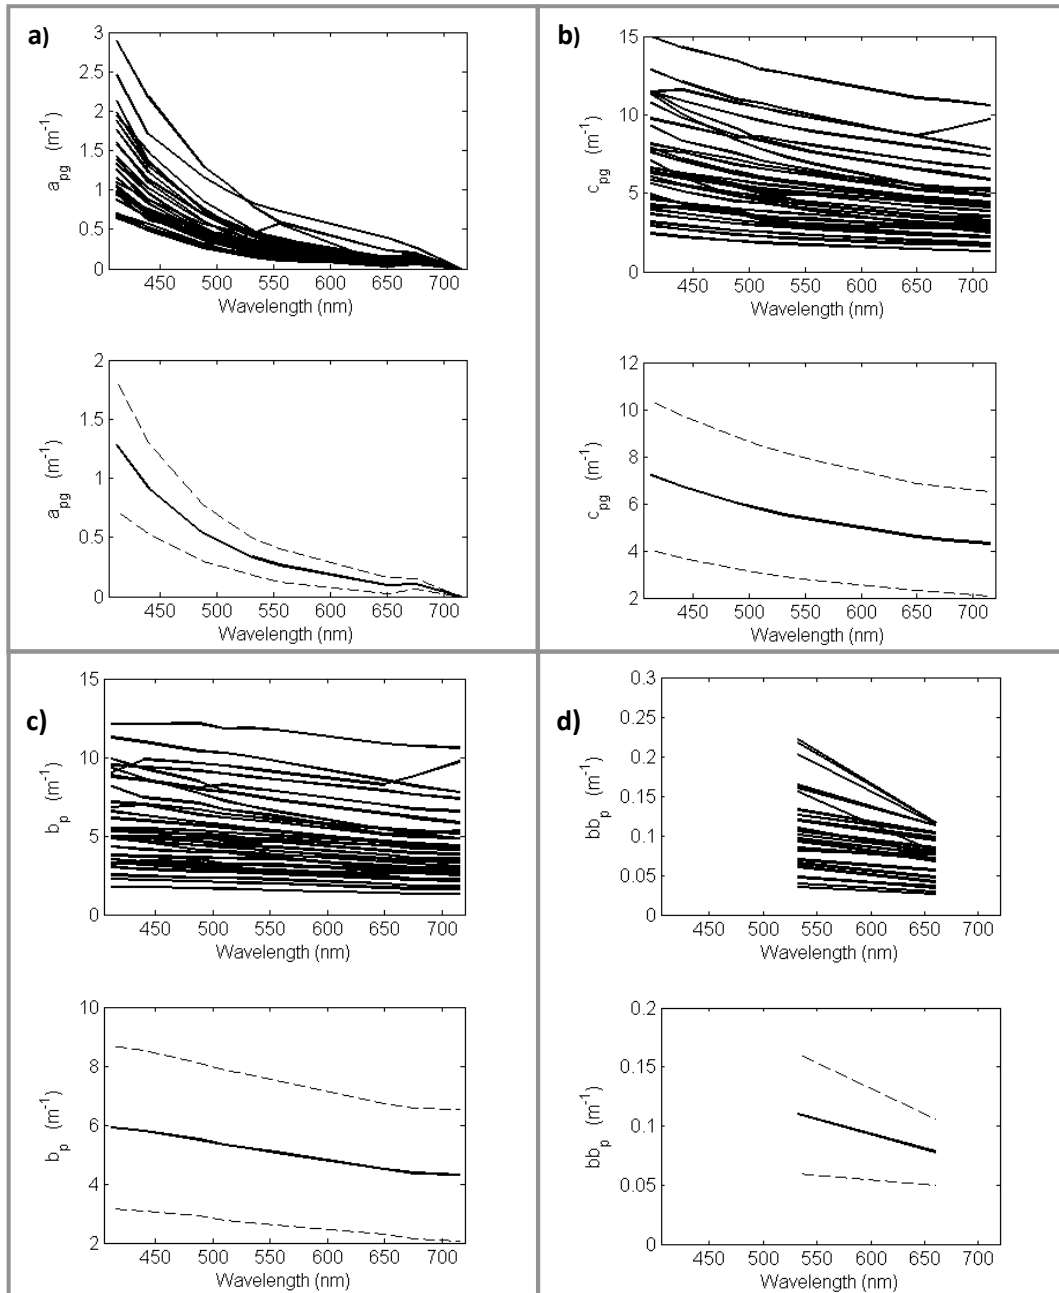 a)
3
2.5
2
1.5
1
0.5
0
a_pg (m^-1)
450 500 550 600 650 700
Wavelength (nm)
2
1.5
1
0.5
0
a_pg (m^-1)
450 500 550 600 650 700
Wavelength (nm)
b)
15
10
5
0
c_pg (m^-1)
450 500 550 600 650 700
Wavelength (nm)
12
10
8
6
4
2
c_pg (m^-1)
450 500 550 600 650 700
Wavelength (nm)
c)
15
10
5
0
b_p (m^-1)
450 500 550 600 650 700
Wavelength (nm)
10
8
6
4
2
b_p (m^-1)
450 500 550 600 650 700
Wavelength (nm)
d)
0.3
0.25
0.2
0.15
0.1
0.05
0
bb_p (m^-1)
450 500 550 600 650 700
Wavelength (nm)
0.2
0.15
0.1
0.05
0
bb_p (m^-1)
450 500 550 600 650 700
Wavelength (nm)